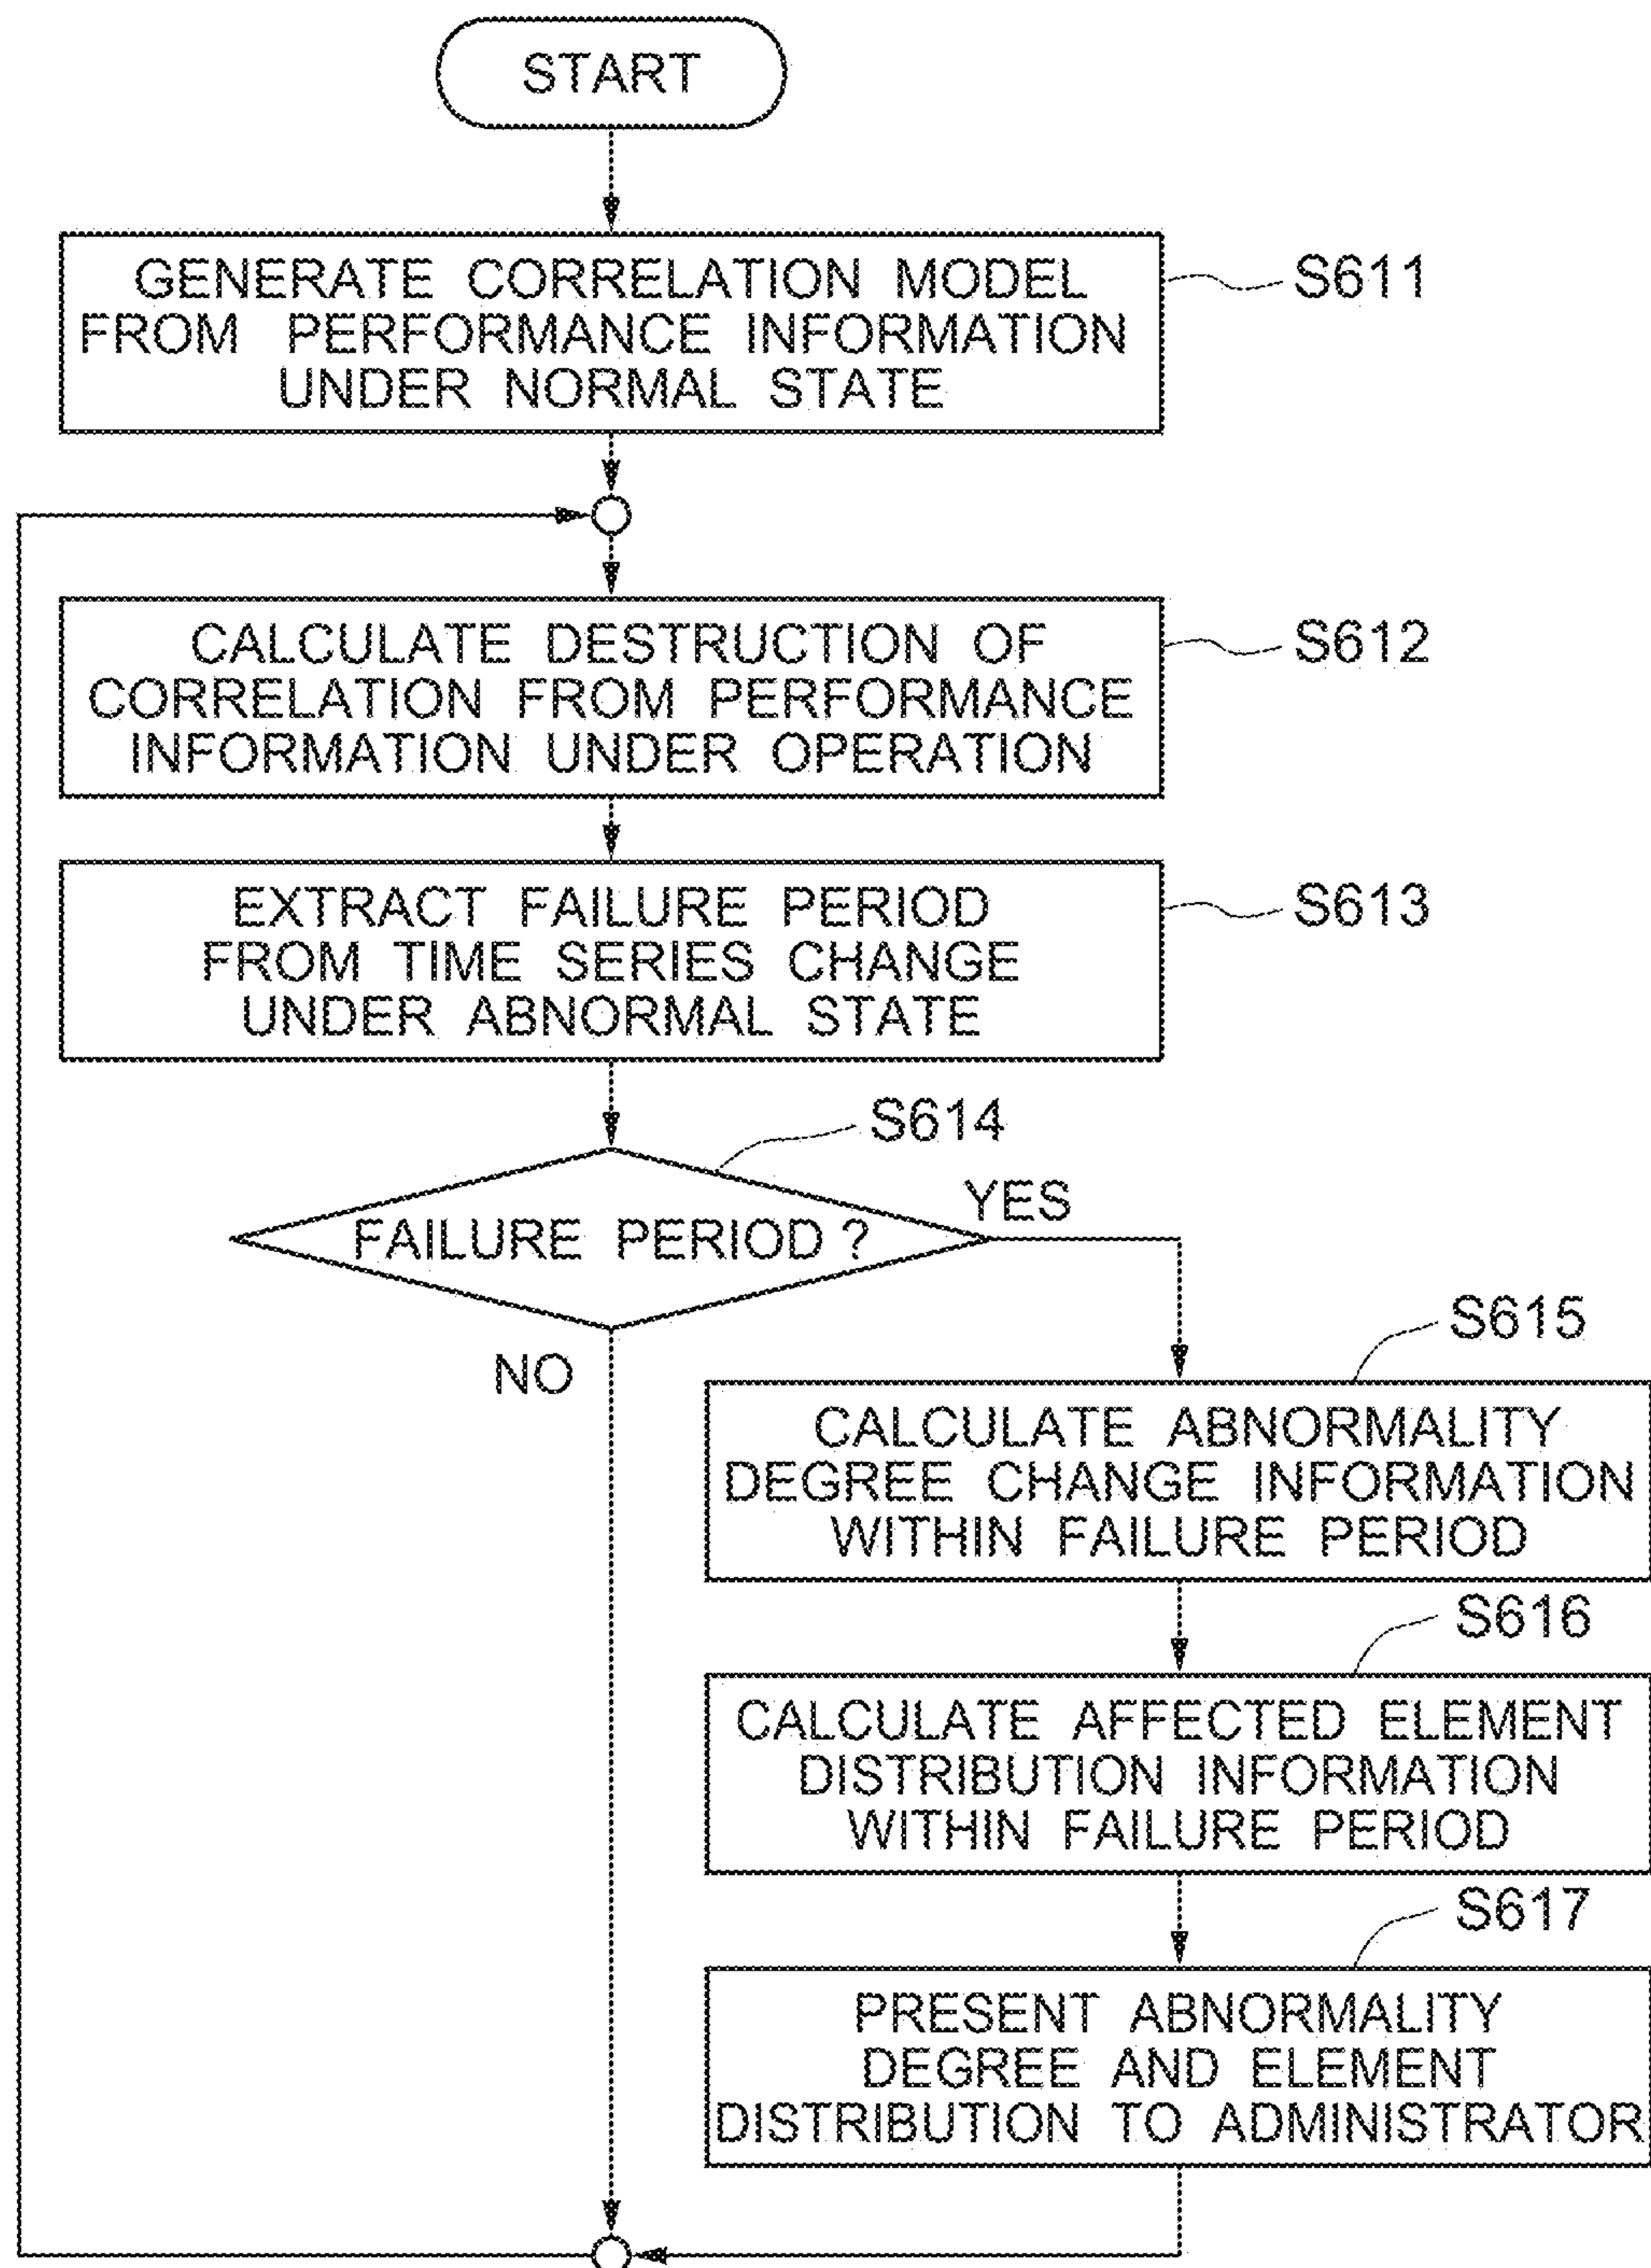 START
GENERATE CORRELATION MODEL
FROM PERFORMANCE INFORMATION
UNDER NORMAL STATE
S611
CALCULATE DESTRUCTION OF
CORRELATION FROM PERFORMANCE
INFORMATION UNDER OPERATION
S612
EXTRACT FAILURE PERIOD
FROM TIME SERIES CHANGE
UNDER ABNORMAL STATE
S613
S614
FAILURE PERIOD ?
YES
NO
S615
CALCULATE ABNORMALITY
DEGREE CHANGE INFORMATION
WITHIN FAILURE PERIOD
S616
CALCULATE AFFECTED ELEMENT
DISTRIBUTION INFORMATION
WITHIN FAILURE PERIOD
S617
PRESENT ABNORMALITY
DEGREE AND ELEMENT
DISTRIBUTION TO ADMINISTRATOR